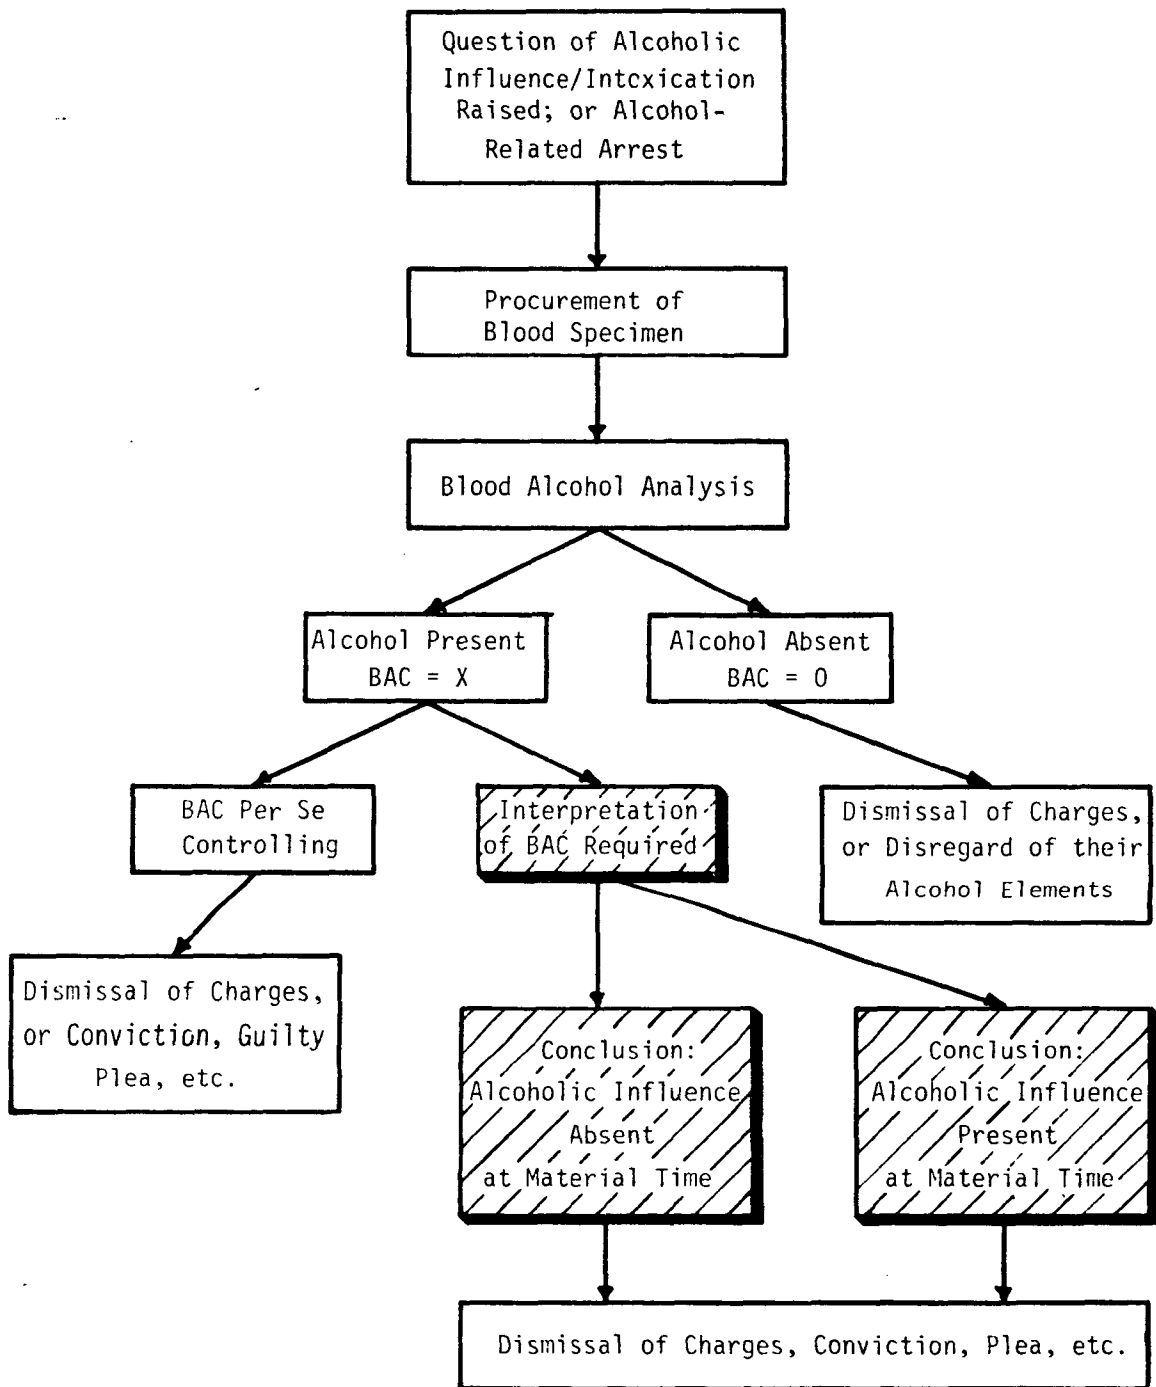 Question of Alcoholic
Influence/Intcxication
Raised; or Alcohol-
Related Arrest
Procurement of
Blood Specimen
Blood Alcohol Analysis
Alcohol Present
BAC = X
Alcohol Absent
BAC = 0
BAC Per Se
Controlling
Interpretation
of BAC Required
Dismissal of Charges,
or Disregard of their
Alcohol Elements
Dismissal of Charges,
or Conviction, Guilty
Plea, etc.
Conclusion:
Alcoholic Influence
Absent
at Material Time
Conclusion:
Alcoholic Influence
Present
at Material Time
Dismissal of Charges, Conviction, Plea, etc.